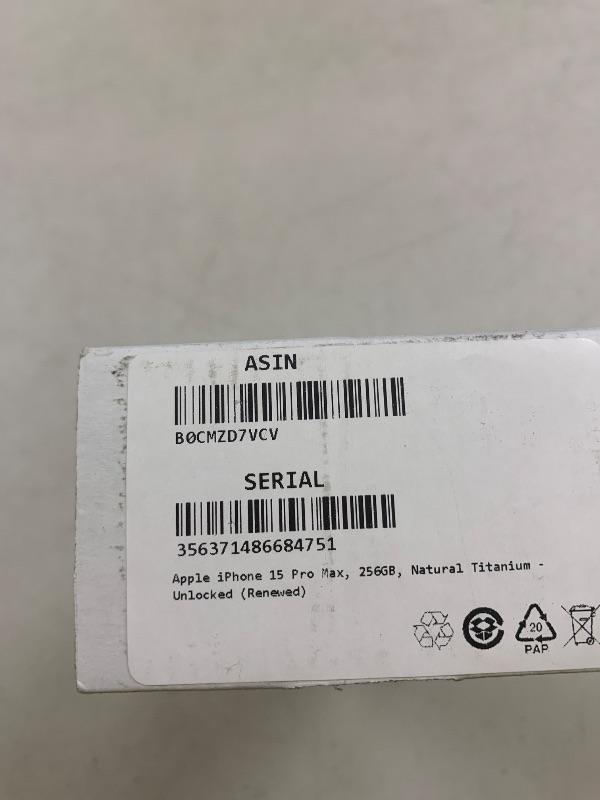 ASIN
B0CMZD7VCV
SERIAL
356371486684751
Apple iPhone 15 Pro Max, 256GB, Natural Titanium -
Unlocked (Renewed)
20
PAP